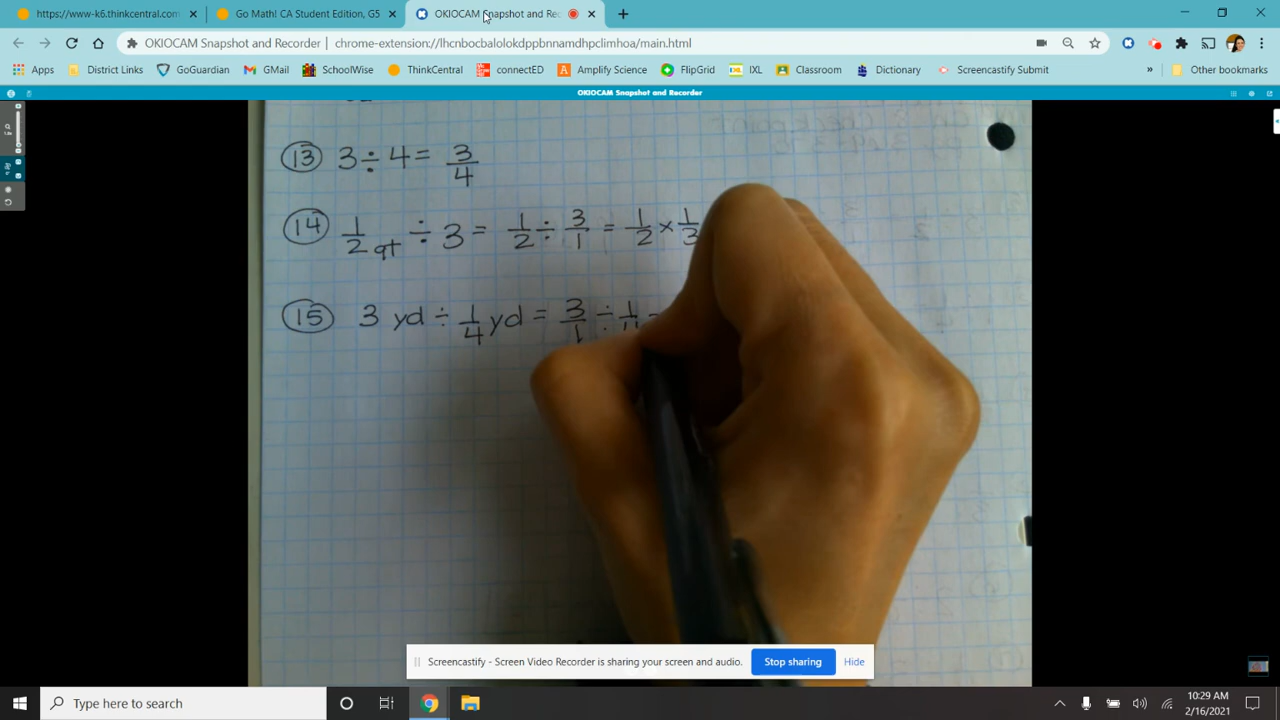 https://www-k6.thinkcentral.com
Go Math! CA Student Edition, G5
OKIOCAM Snapshot and Rec
OKIOCAM Snapshot and Recorder | chrome-extension://lhcnbocbalolokdppbnnamdhpclimhoa/main.html
Apps District Links GoGuardian GMail SchoolWise ThinkCentral connectED Amplify Science FlipGrid IXL Classroom Dictionary Screencastify Submit » Other bookmarks
OKIOCAM Snapshot and Recorder
13 3 ÷ 4 = 3/4
14 1/2 qt ÷ 3 = 1/2 ÷ 3/1 = 1/2 × 1/3
15 3 yd ÷ 1/4 yd = 3/1 ÷ 1/4 =
Screencastify - Screen Video Recorder is sharing your screen and audio. Stop sharing Hide
Type here to search
10:29 AM
2/16/2021